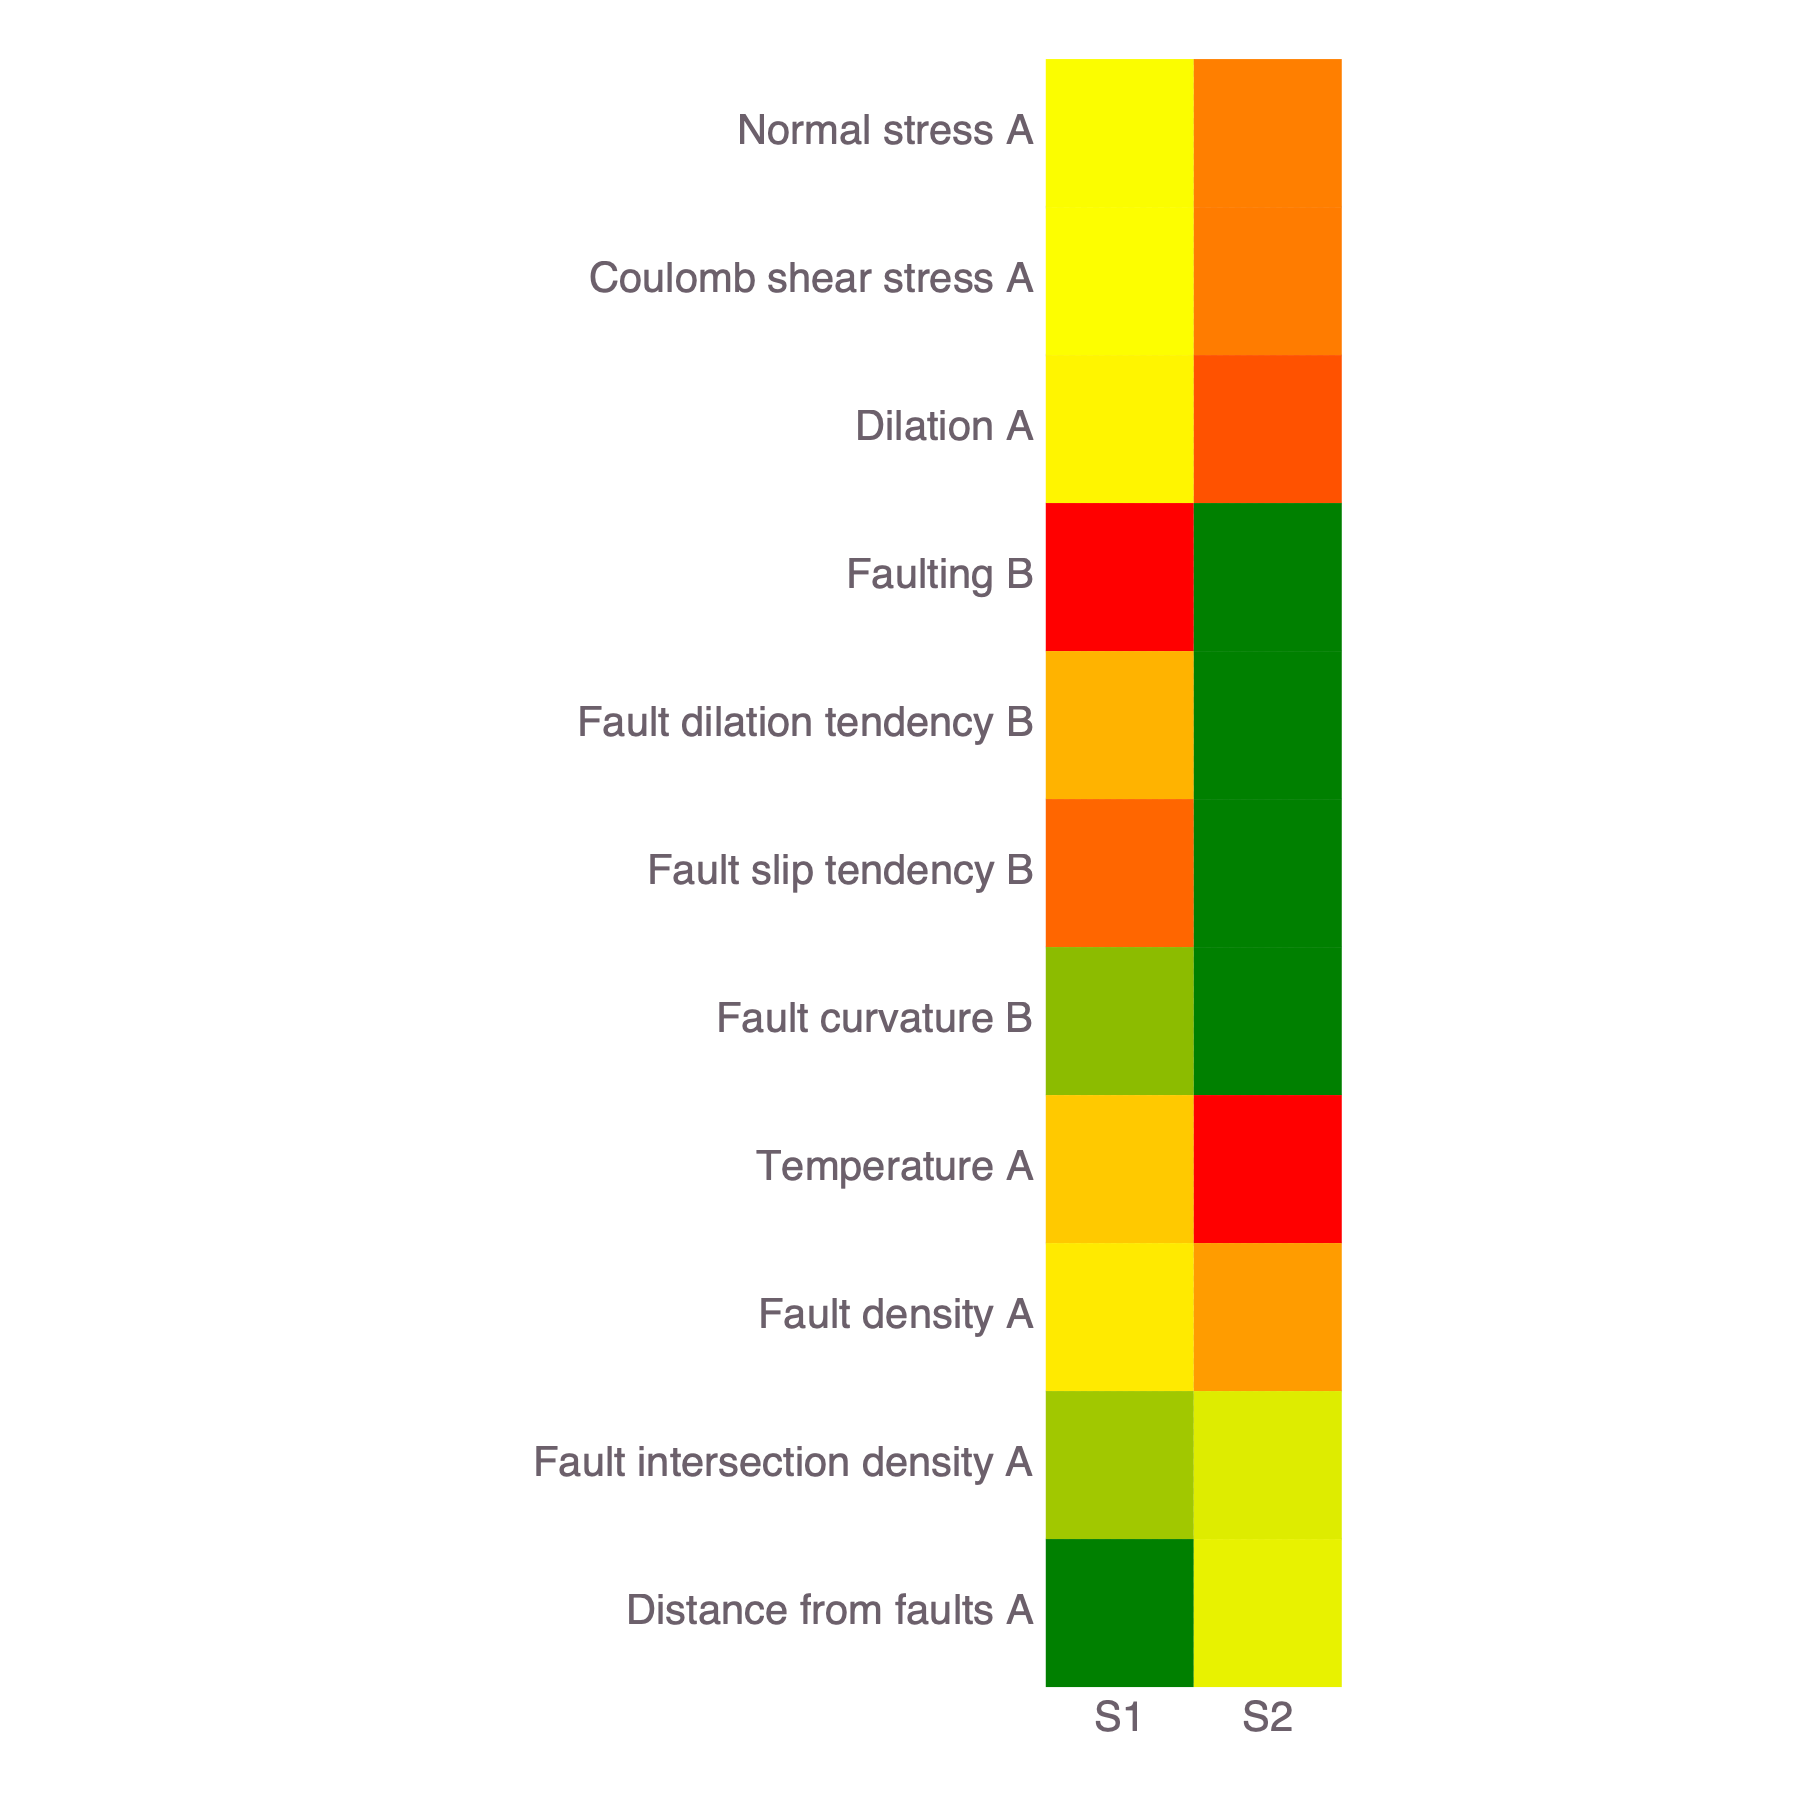 Normal stress A
Coulomb shear stress A
Dilation A
Faulting B
Fault dilation tendency B
Fault slip tendency B
Fault curvature B
Temperature A
Fault density A
Fault intersection density A
Distance from faults A
S1 S2